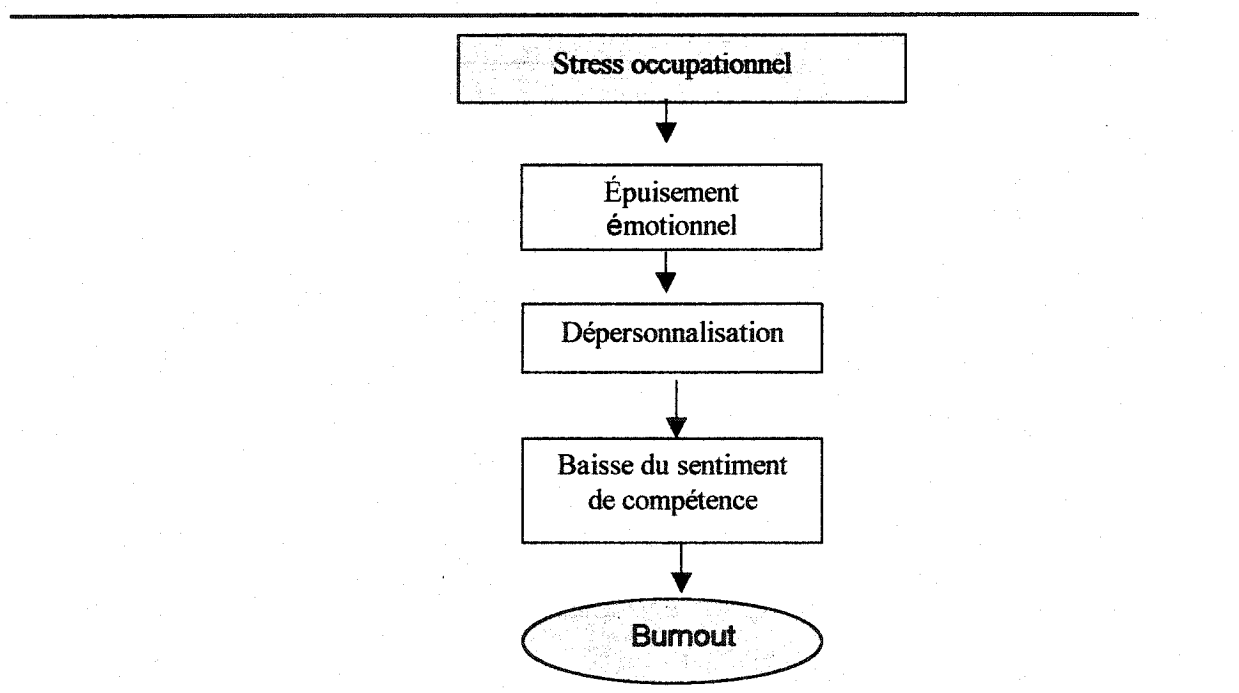 Stress occupationnel
Épuisement
émotionnel
Dépersonnalisation
Baisse du sentiment
de compétence
Burnout